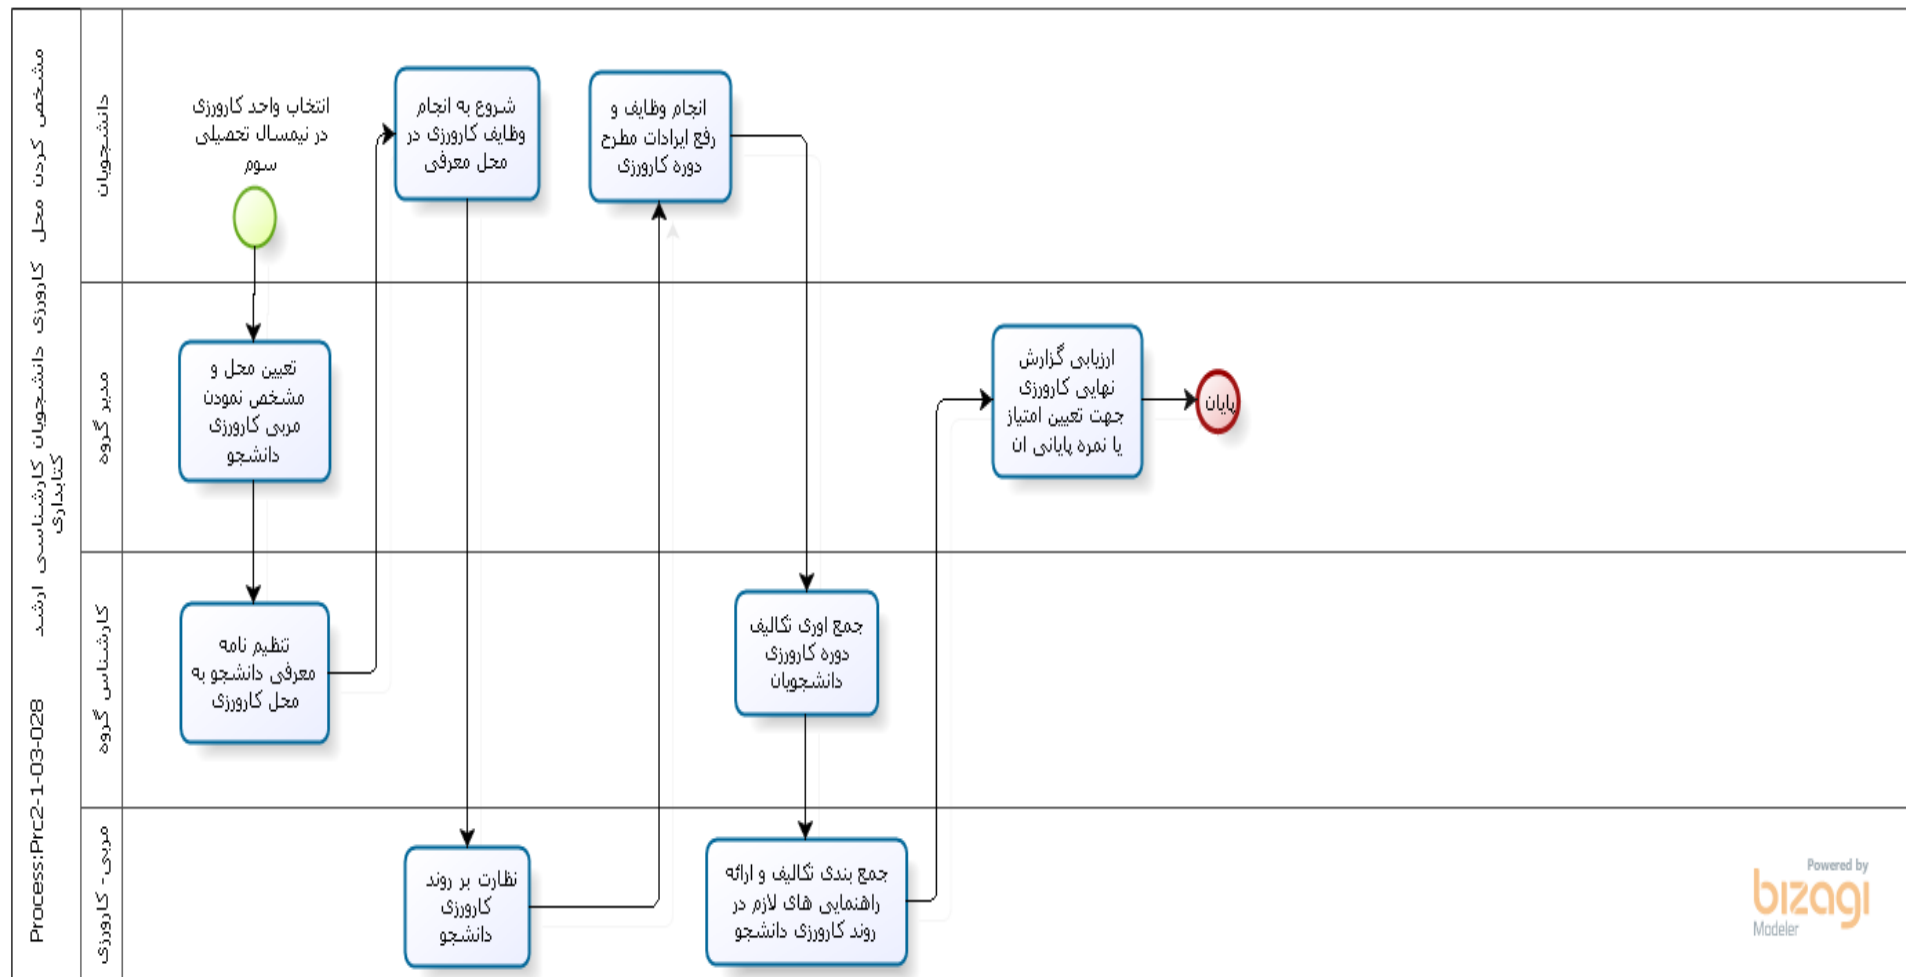 مشخص کردن محل کارورزی دانشجویان کارشناسی ارشد
کتابداری
Process:Prc2-1-03-028
دانشجویان
انتخاب واحد کارورزی
در نیمسال تحصیلی
سوم
شروع به انجام
وظایف کارورزی در
محل معرفی
انجام وظایف و
رفع ایرادات مطرح
دوره کارورزی
مدیر گروه
تعیین محل و
مشخص نمودن
مربی کارورزی
دانشجو
ارزیابی گزارش
نهایی کارورزی
جهت تعیین امتیاز
یا نمره پایانی ان
پایان
کارشناس گروه
تنظیم نامه
معرفی دانشجو به
محل کارورزی
جمع اوری تکالیف
دوره کارورزی
دانشجویان
مربی- کارورزی
نظارت بر روند
کارورزی
دانشجو
جمع بندی تکالیف و ارائه
راهنمایی های لازم در
روند کارورزی دانشجو
Powered by
bizagi
Modeler